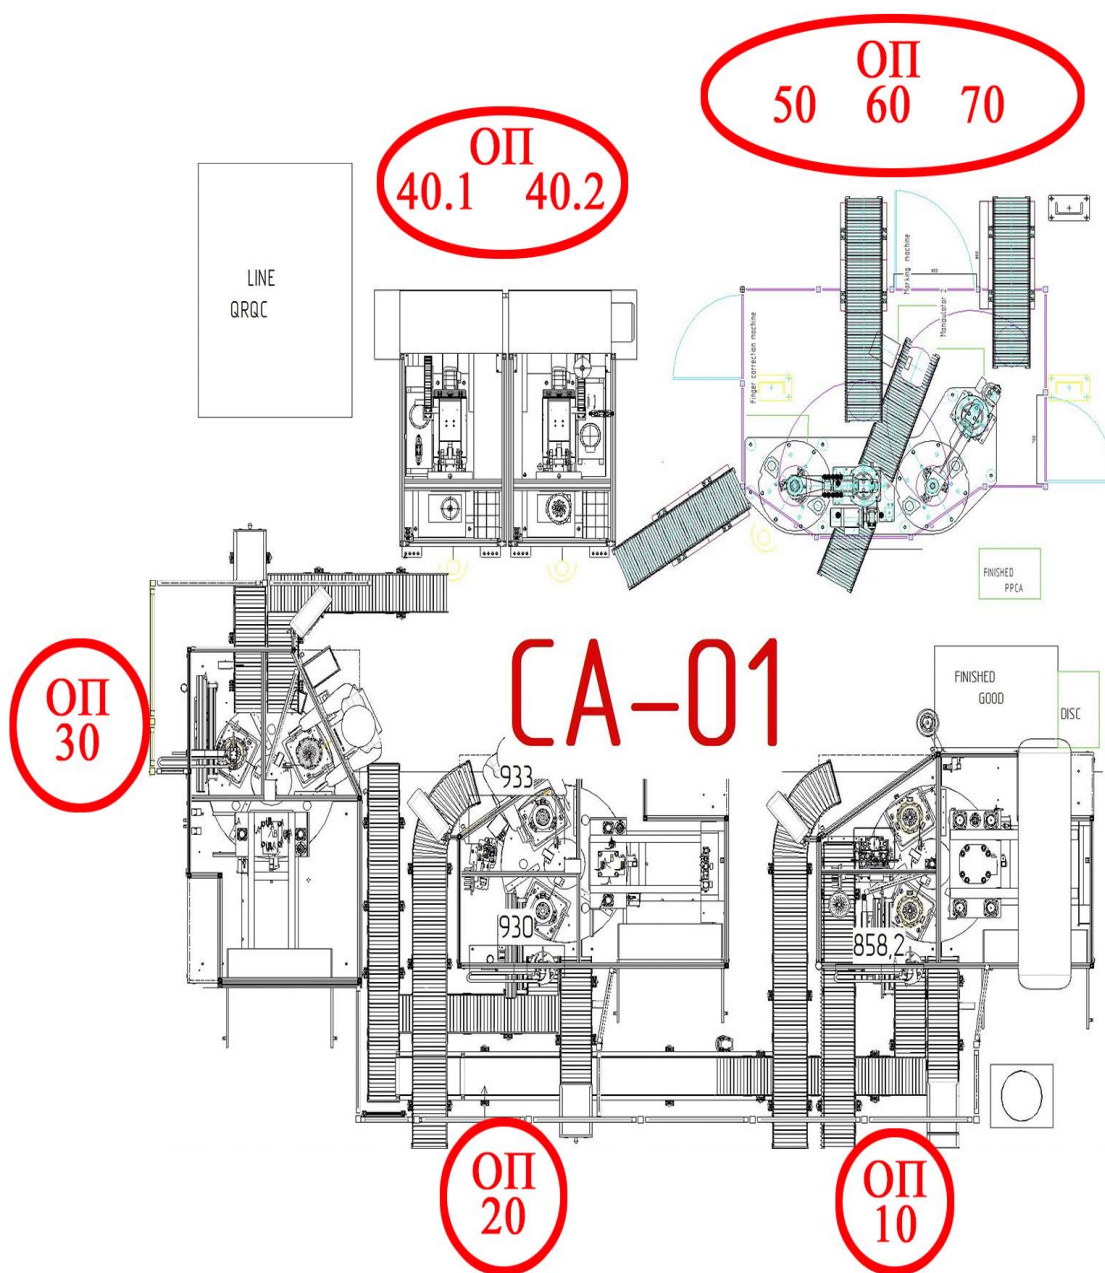 ОП
50 60 70
ОП
40.1 40.2
LINE
QRQC
Marking machine
Manipulator 2
Finger correction machine
FINISHED
PPCA
CA-01
FINISHED
GOOD
DISC
ОП
30
933
930
858,2
ОП
20
ОП
10